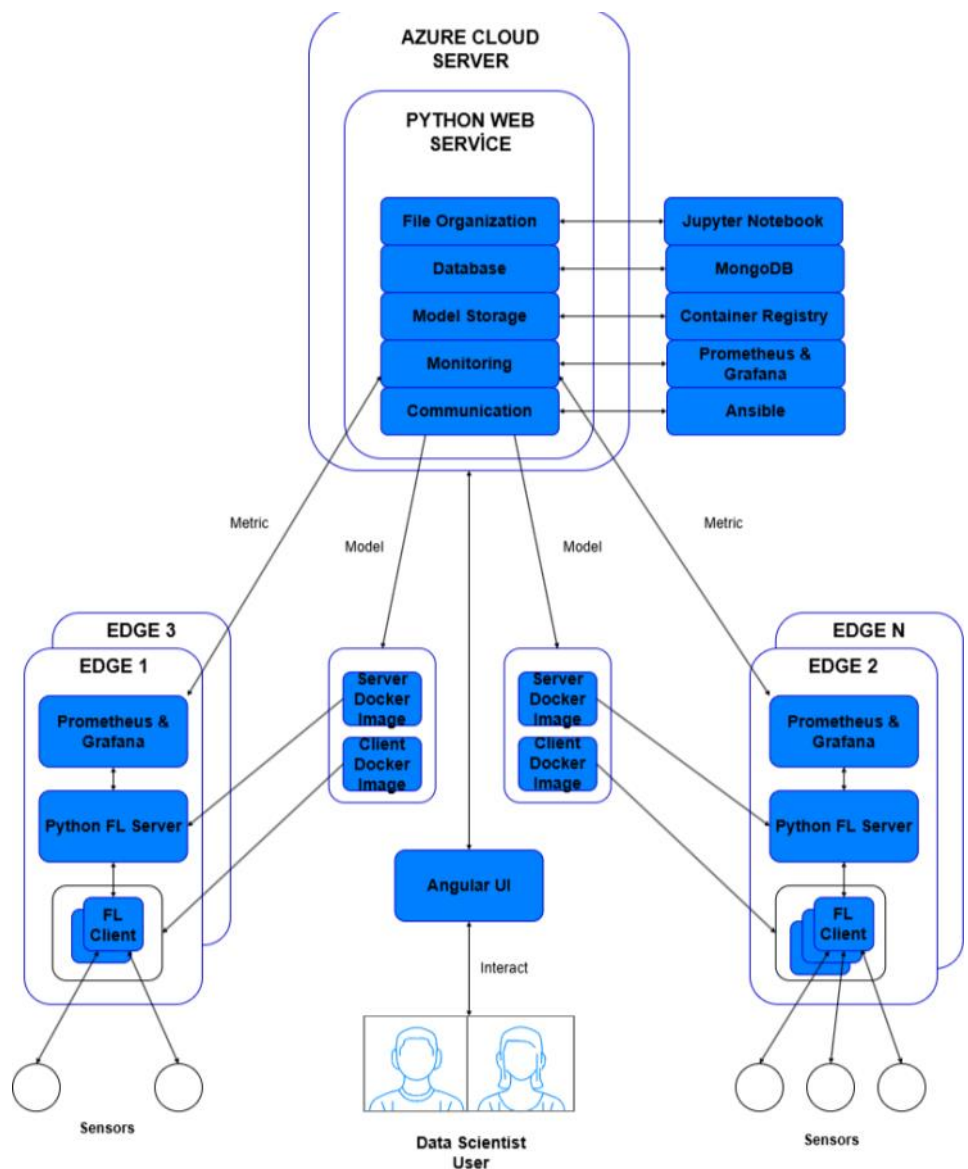 AZURE CLOUD
SERVER
PYTHON WEB
SERVİCE
File Organization
Jupyter Notebook
Database
MongoDB
Model Storage
Container Registry
Monitoring
Prometheus &
Grafana
Communication
Ansible
Metric
Model
Model
Metric
EDGE 3
EDGE 1
Prometheus &
Grafana
Python FL Server
FL
Client
Sensors
Server
Docker
Image
Client
Docker
Image
Server
Docker
Image
Client
Docker
Image
Angular UI
Interact
Data Scientist
User
EDGE N
EDGE 2
Prometheus &
Grafana
Python FL Server
FL
Client
Sensors